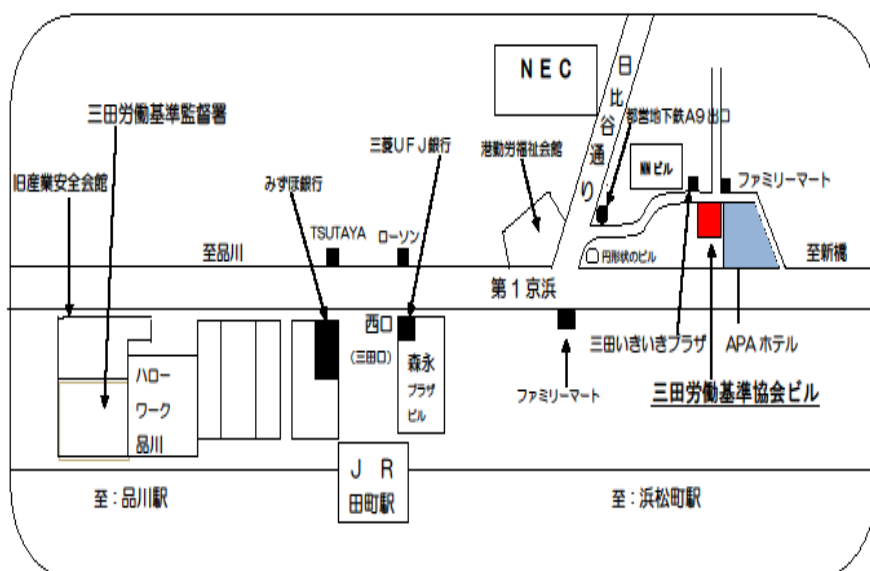 NEC
日比谷通り
三田労働基準監督署
都営地下鉄A9出口
三菱UFJ銀行
港勤労福祉会館
みずほ銀行
NNビル
ファミリーマート
旧産業安全会館
TSUTAYA
ローソン
至品川
円形状のビル
至新橋
第1京浜
西口
(三田口)
三田いきいきプラザ
APAホテル
森永
プラザ
ビル
ハロー
ワーク
品川
ファミリーマート
三田労働基準協会ビル
JR
田町駅
至:品川駅
至:浜松町駅